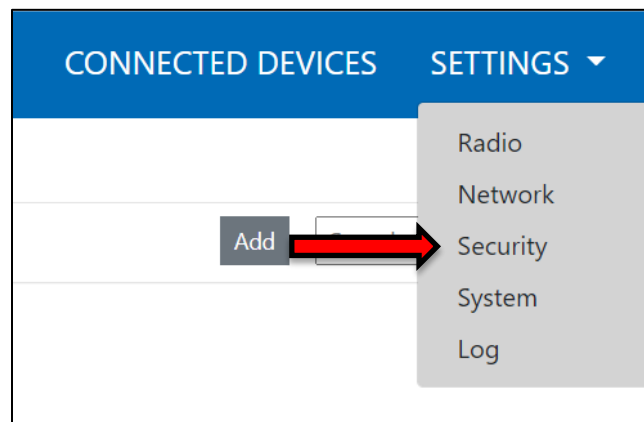 CONNECTED DEVICES SETTINGS
Radio
Network
Add
Security
System
Log